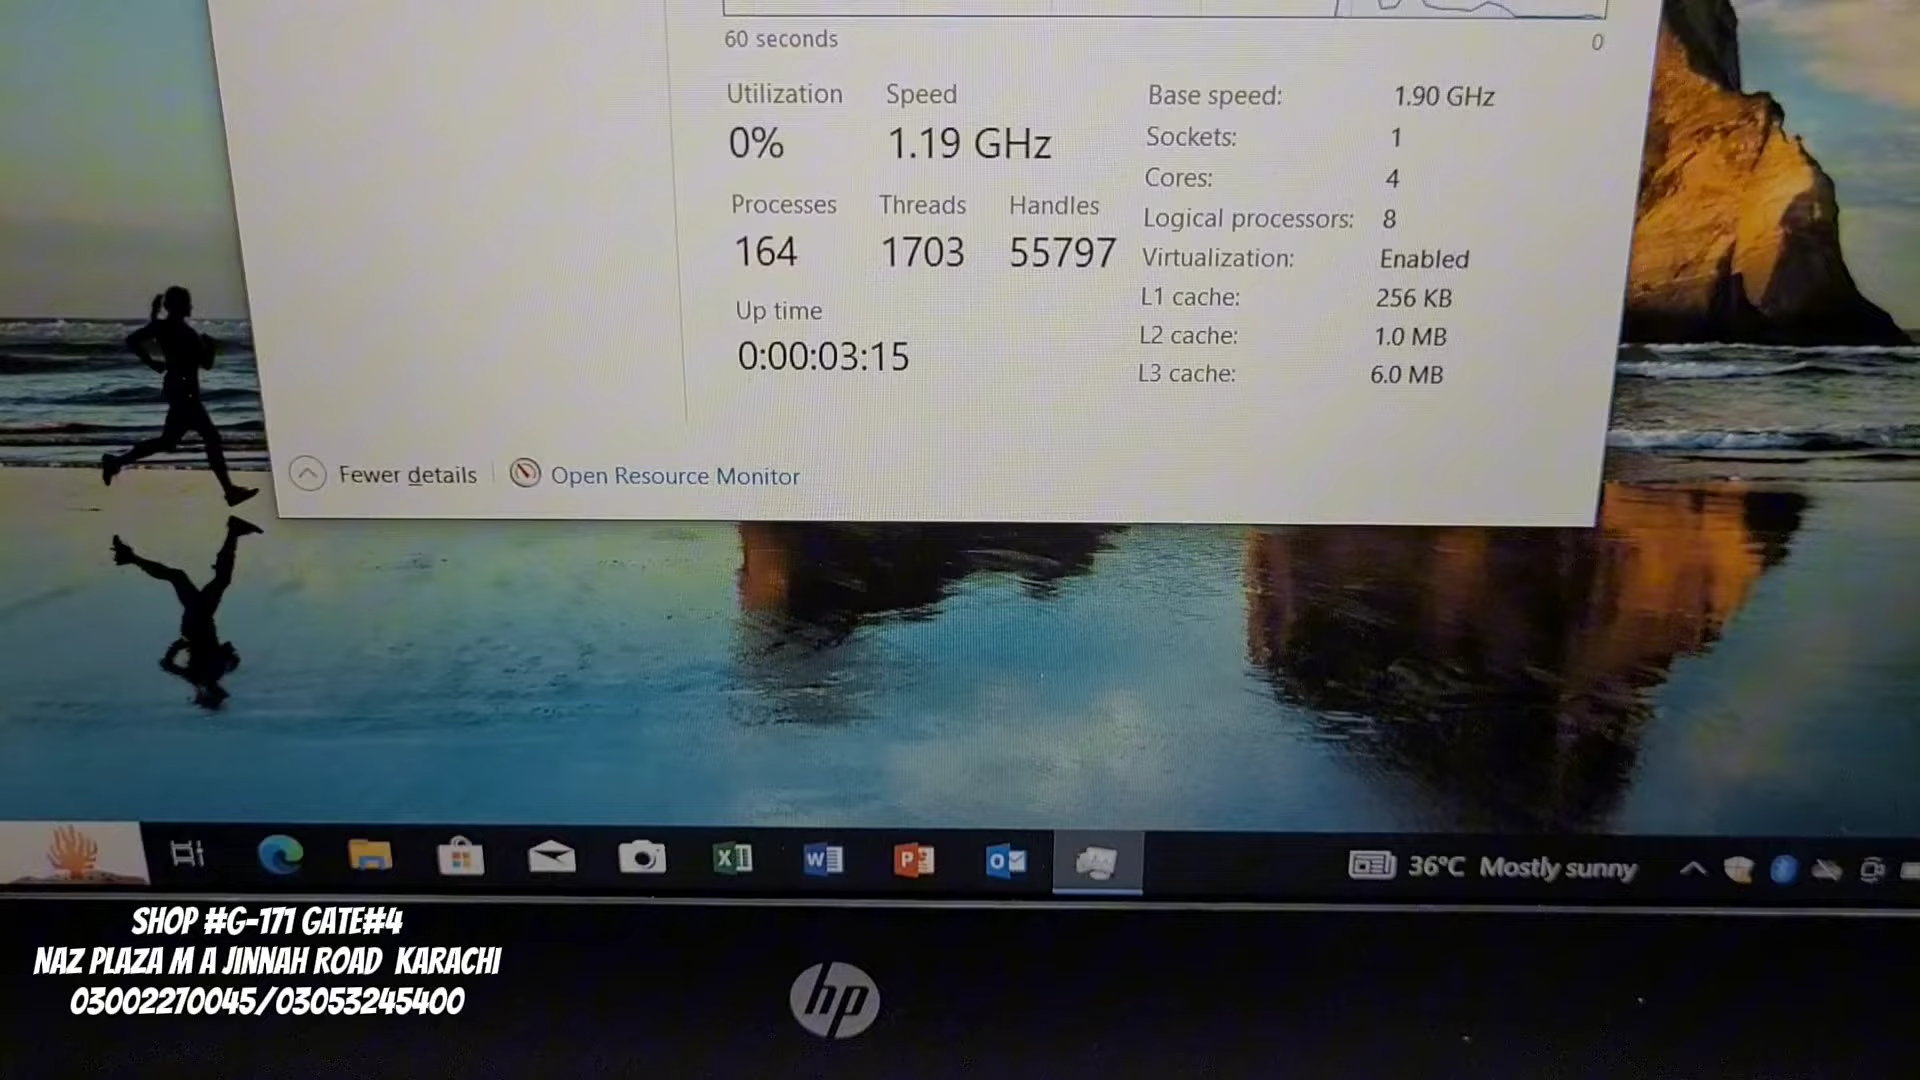 60 seconds 0
Utilization Speed Base speed: 1.90 GHz
0% 1.19 GHz Sockets: 1
Cores: 4
Processes Threads Handles Logical processors: 8
164 1703 55797 Virtualization: Enabled
Up time L1 cache: 256 KB
0:00:03:15 L2 cache: 1.0 MB
L3 cache: 6.0 MB
Fewer details Open Resource Monitor
36°C Mostly sunny
SHOP #G-171 GATE#4
NAZ PLAZA M A JINNAH ROAD KARACHI
03002270045/03053245400
hp